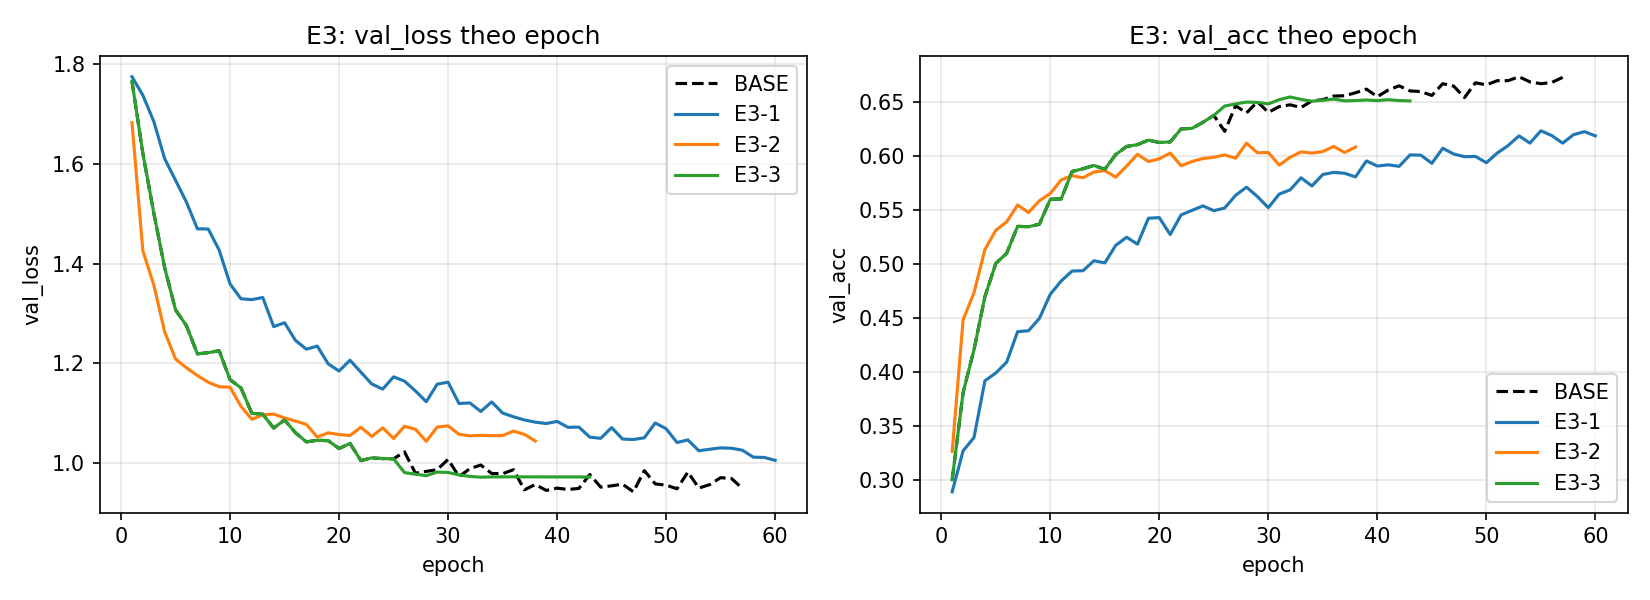 E3: val_loss theo epoch
val_loss
1.8
1.6
1.4
1.2
1.0
0
10
20
30
40
50
60
epoch
BASE
E3-1
E3-2
E3-3
E3: val_acc theo epoch
val_acc
0.65
0.60
0.55
0.50
0.45
0.40
0.35
0.30
0
10
20
30
40
50
60
epoch
BASE
E3-1
E3-2
E3-3